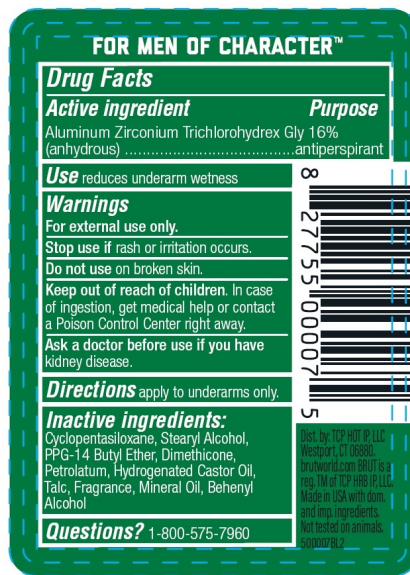 FOR MEN OF CHARACTER™
Drug Facts
Active ingredient Purpose
Aluminum Zirconium Trichlorohydrex Gly 16%
(anhydrous) .......................................antiperspirant
Use reduces underarm wetness
Warnings
For external use only.
Stop use if rash or irritation occurs.
Do not use on broken skin.
Keep out of reach of children. In case
of ingestion, get medical help or contact
a Poison Control Center right away.
Ask a doctor before use if you have
kidney disease.
Directions apply to underarms only.
Inactive ingredients:
Cyclopentasiloxane, Stearyl Alcohol,
PPG-14 Butyl Ether, Dimethicone,
Petrolatum, Hydrogenated Castor Oil,
Talc, Fragrance, Mineral Oil, Behenyl
Alcohol
Questions? 1-800-575-7960
8 27755 00007 5
Dist. by: TCP HOT IP, LLC
Westport, CT 06880.
brutworld.com BRUT is a
reg. TM of TCP HRB IP, LLC.
Made in USA with dom.
and imp. ingredients.
Not tested on animals.
500007BL2